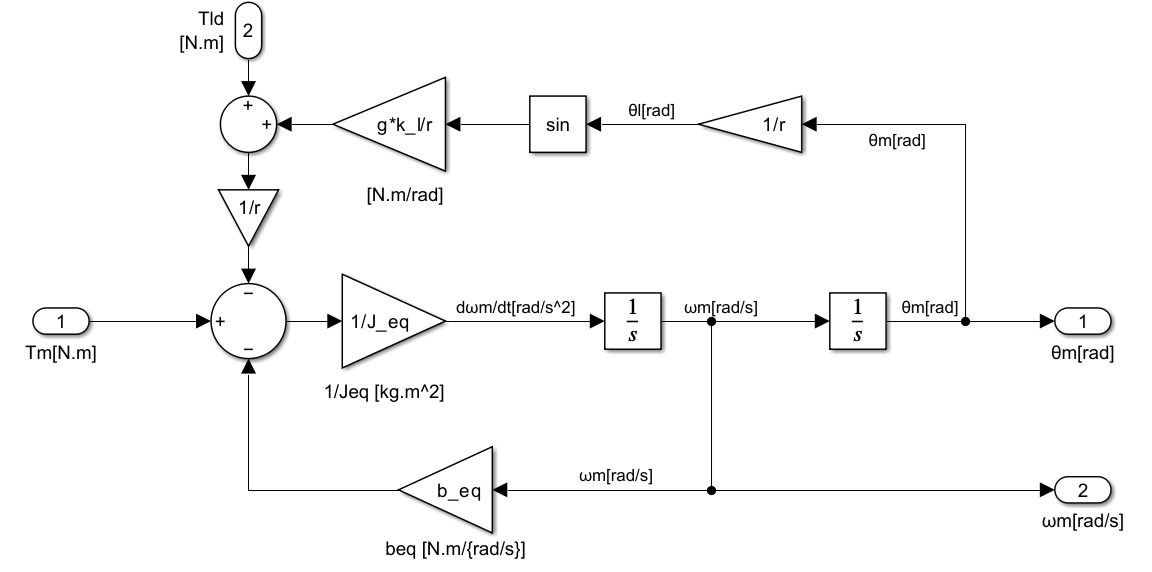 Tld
[N.m]
2
+
+
g*k_l/r
[N.m/rad]
sin
θl[rad]
1/r
θm[rad]
1/r
1
Tm[N.m]
−
+
−
1/J_eq
1/Jeq [kg.m^2]
dωm/dt[rad/s^2]
1
s
ωm[rad/s]
1
s
θm[rad]
1
θm[rad]
b_eq
beq [N.m/{rad/s}]
ωm[rad/s]
2
ωm[rad/s]